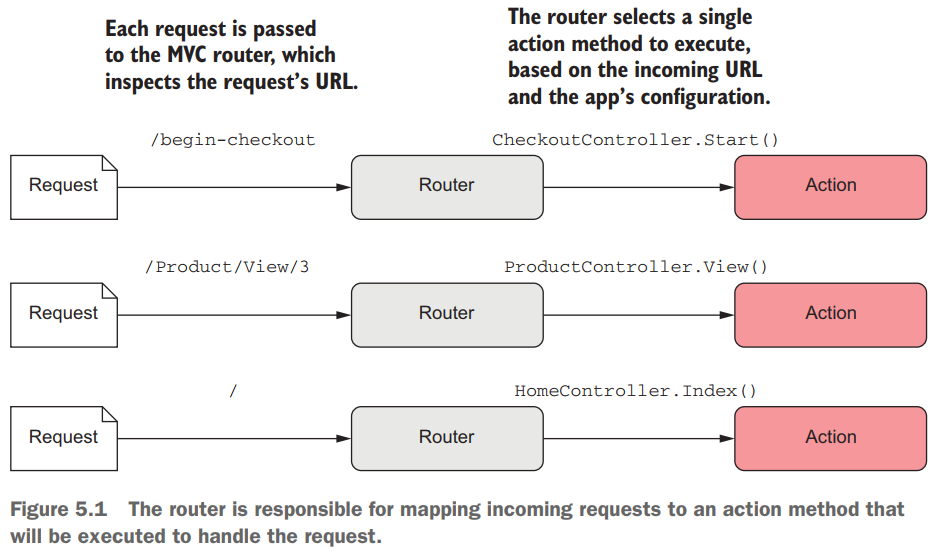 Each request is passed
to the MVC router, which
inspects the request's URL.
The router selects a single
action method to execute,
based on the incoming URL
and the app's configuration.
/begin-checkout
CheckoutController.Start()
Request
Router
Action
/Product/View/3
ProductController.View()
Request
Router
Action
/
HomeController.Index()
Request
Router
Action
Figure 5.1 The router is responsible for mapping incoming requests to an action method that
will be executed to handle the request.